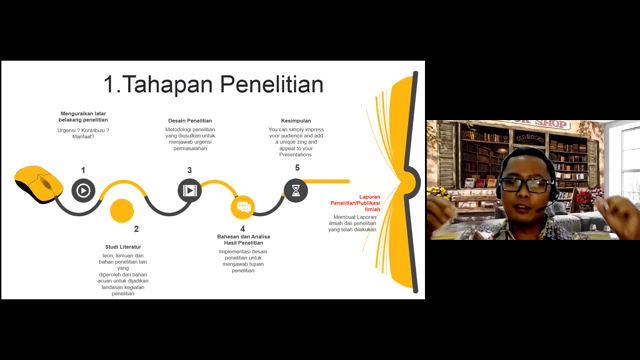 1.Tahapan Penelitian
Menguraikan latar
belakang penelitian
Urgensi ? Kontribusi ?
Manfaat?
1
Desain Penelitian
Metodologi penelitian
yang diusulkan untuk
menjawab urgensi
permasalahan
3
Kesimpulan
You can simply impress
your audience and add
a unique zing and
appeal to your
Presentations
5
2
Studi Literatur
teori, temuan dan
bahan penelitian lain
yang
diperoleh dari bahan
acuan untuk dijadikan
landasan kegiatan
penelitian
4
Bahasan dan Analisa
Hasil Penelitian
Implementasi desain
penelitian untuk
menjawab tujuan
penelitian
Laporan
Penelitian/Publikasi
Ilmiah
Membuat Laporan
ilmiah dari penelitian
yang telah dilakukan
SHOP